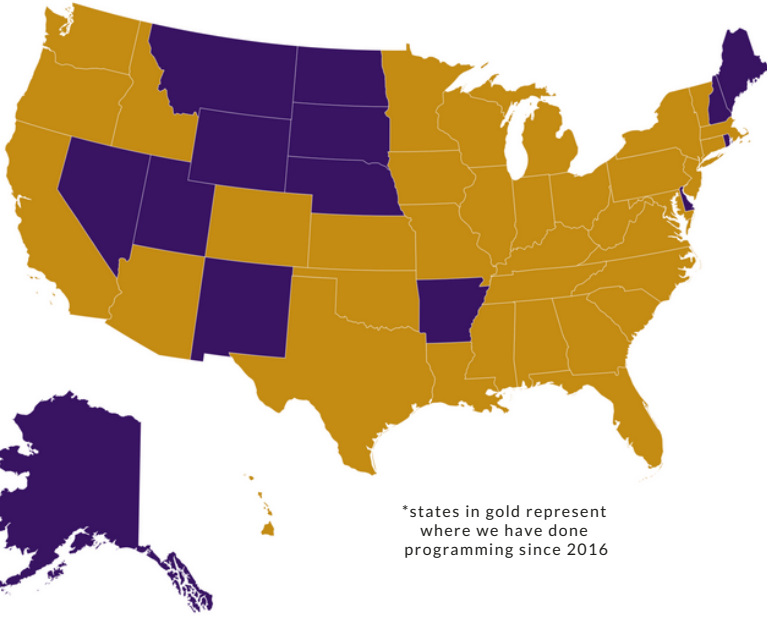 *states in gold represent
where we have done
programming since 2016